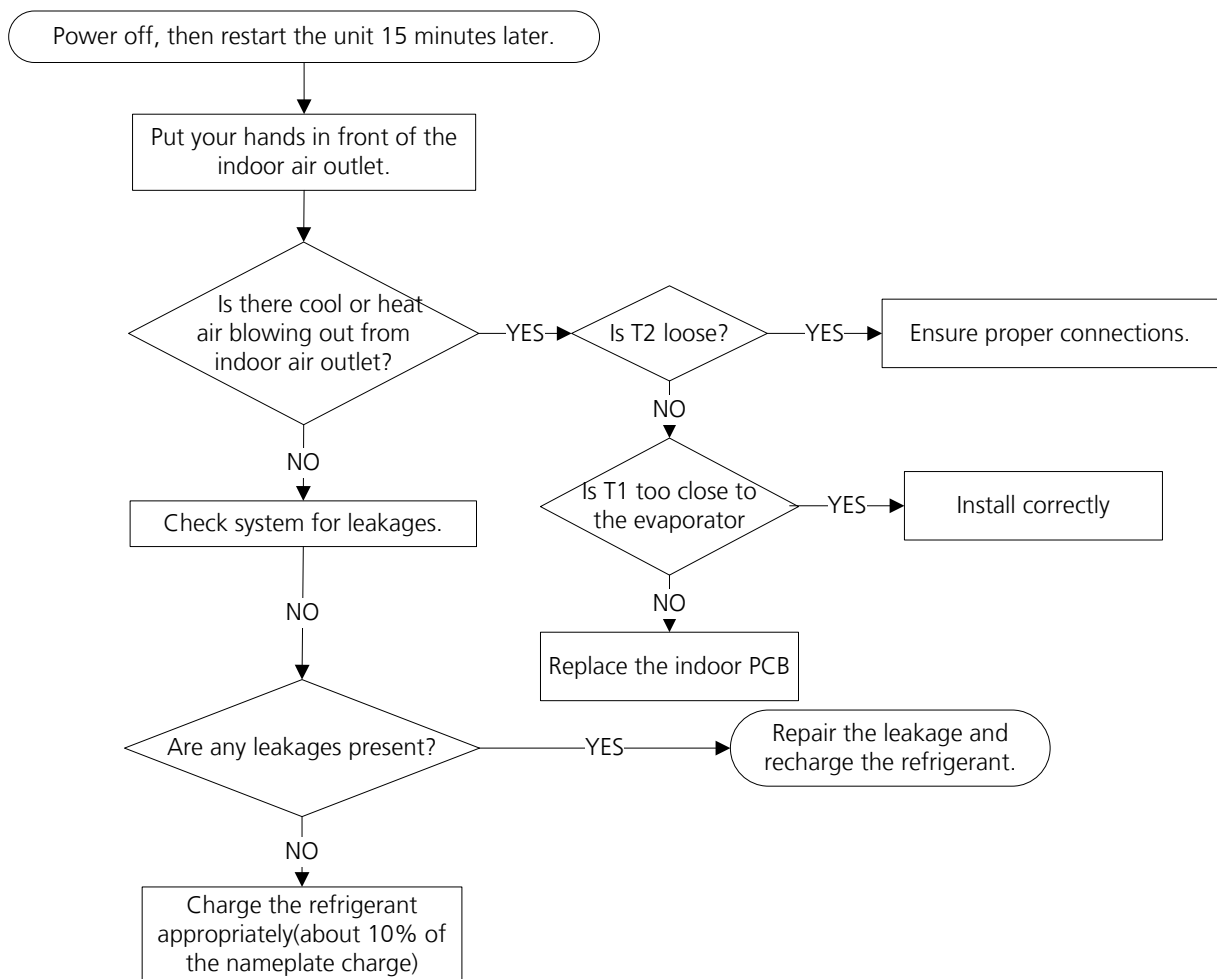 Power off, then restart the unit 15 minutes later.
Put your hands in front of the
indoor air outlet.
Is there cool or heat
air blowing out from
indoor air outlet?
YES
Is T2 loose?
YES
Ensure proper connections.
NO
NO
Is T1 too close to
the evaporator
YES
Install correctly
Check system for leakages.
NO
NO
Replace the indoor PCB
Are any leakages present?
YES
Repair the leakage and
recharge the refrigerant.
NO
Charge the refrigerant
appropriately(about 10% of
the nameplate charge)